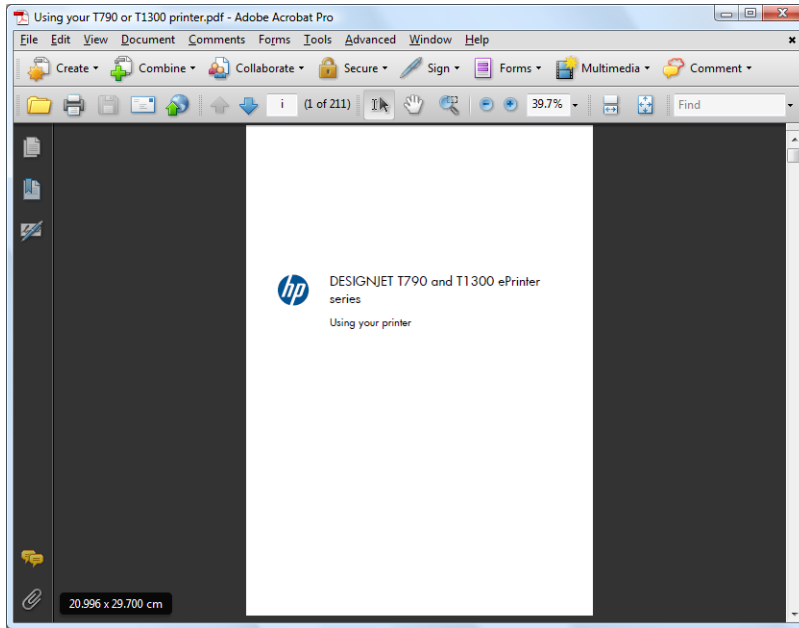 Using your T790 or T1300 printer.pdf - Adobe Acrobat Pro
File Edit View Document Comments Forms Tools Advanced Window Help
Create Combine Collaborate Secure Sign Forms Multimedia Comment
i (1 of 211) 39.7% Find
hp
DESIGNJET T790 and T1300 ePrinter
series
Using your printer
20.996 x 29.700 cm